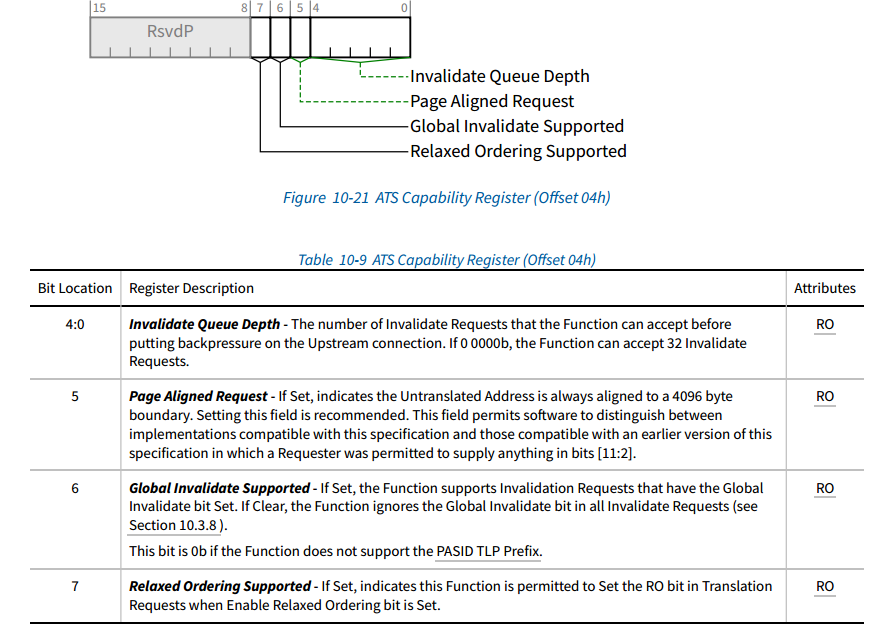 15 8 7 6 5 4 0
RsvdP
Invalidate Queue Depth
Page Aligned Request
Global Invalidate Supported
Relaxed Ordering Supported
Figure 10-21 ATS Capability Register (Offset 04h)
Table 10-9 ATS Capability Register (Offset 04h)
Bit Location Register Description Attributes
4:0 Invalidate Queue Depth - The number of Invalidate Requests that the Function can accept before RO
putting backpressure on the Upstream connection. If 0 0000b, the Function can accept 32 Invalidate
Requests.
5 Page Aligned Request - If Set, indicates the Untranslated Address is always aligned to a 4096 byte RO
boundary. Setting this field is recommended. This field permits software to distinguish between
implementations compatible with this specification and those compatible with an earlier version of this
specification in which a Requester was permitted to supply anything in bits [11:2].
6 Global Invalidate Supported - If Set, the Function supports Invalidation Requests that have the Global RO
Invalidate bit Set. If Clear, the Function ignores the Global Invalidate bit in all Invalidate Requests (see
Section 10.3.8 ).
This bit is 0b if the Function does not support the PASID TLP Prefix.
7 Relaxed Ordering Supported - If Set, indicates this Function is permitted to Set the RO bit in Translation RO
Requests when Enable Relaxed Ordering bit is Set.